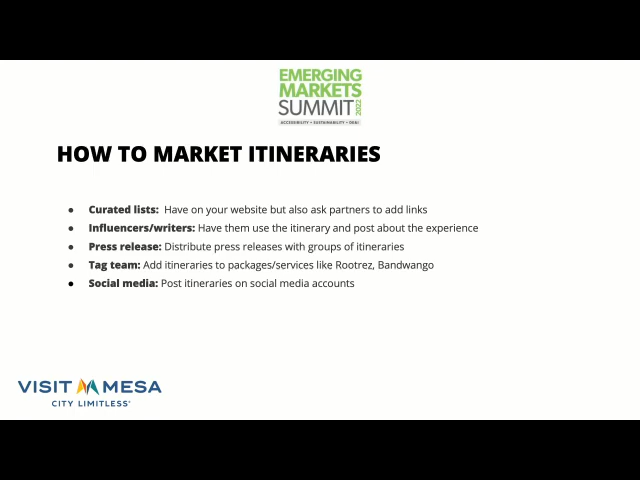 EMERGING
MARKETS
SUMMIT 2022
ACCESSIBILITY • SUSTAINABILITY • DE&I
HOW TO MARKET ITINERARIES
● Curated lists: Have on your website but also ask partners to add links
● Influencers/writers: Have them use the itinerary and post about the experience
● Press release: Distribute press releases with groups of itineraries
● Tag team: Add itineraries to packages/services like Rootrez, Bandwango
● Social media: Post itineraries on social media accounts
VISIT MESA
CITY LIMITLESS®